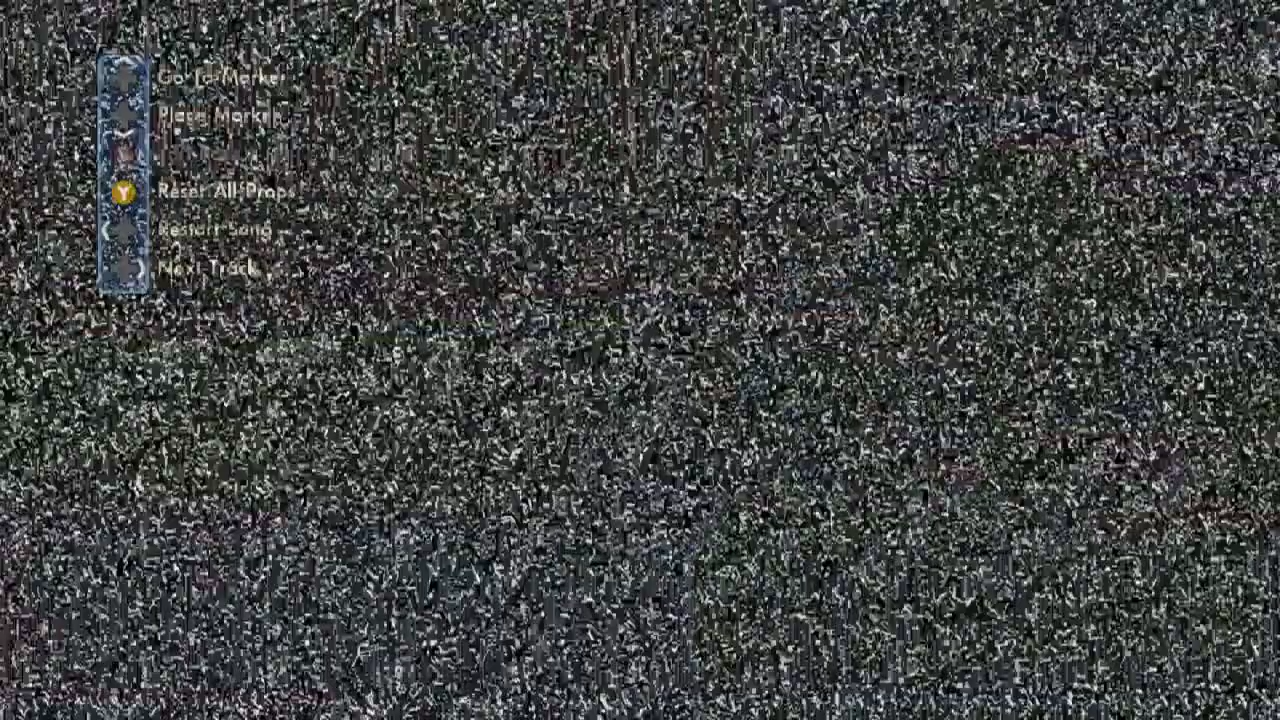 Go To Marker
Place Marker
Y Reset All Props
Restart Song
Next Track